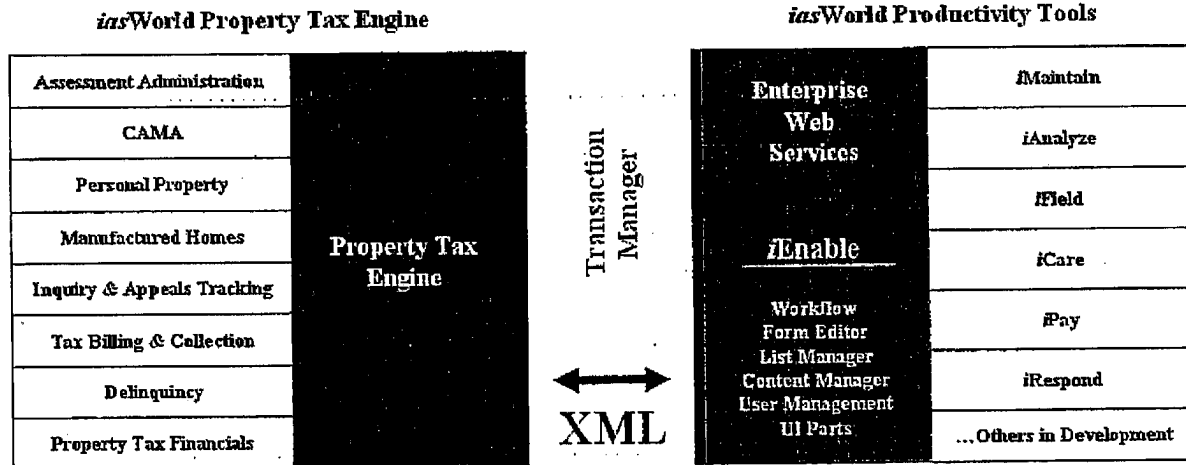 iasWorld Property Tax Engine
Assessment Administration
CAMA
Personal Property
Manufactured Homes
Inquiry & Appeals Tracking
Tax Billing & Collection
Delinquency
Property Tax Financials
Property Tax
Engine
Transaction
Manager
XML
iasWorld Productivity Tools
Enterprise
Web
Services
iEnable
Workflow
Form Editor
List Manager
Content Manager
User Management
UI Parts
iMaintain
iAnalyze
iField
iCare
iPay
iRespond
...Others in Development